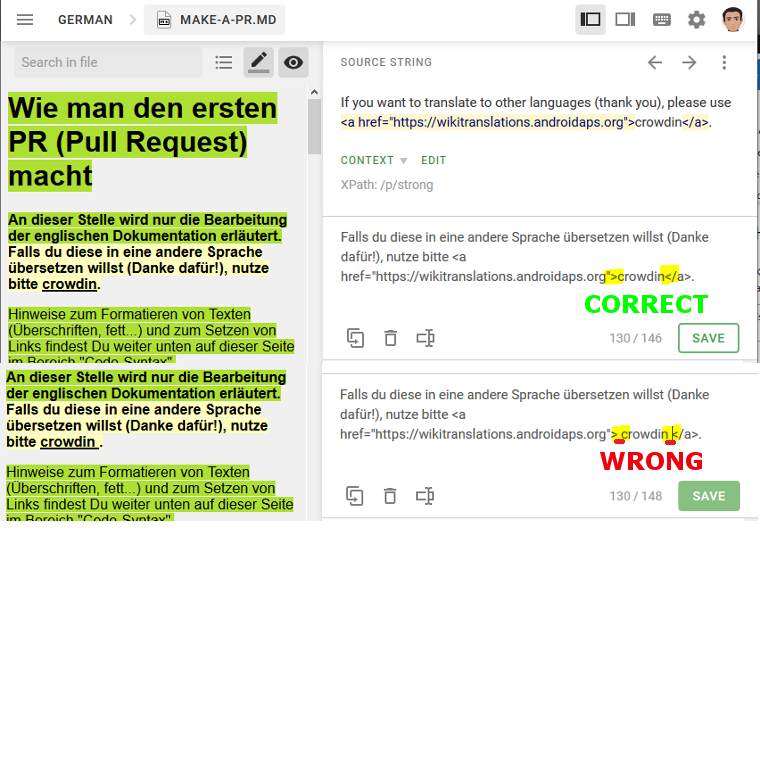 GERMAN
MAKE-A-PR.MD
Search in file
Wie man den ersten
PR (Pull Request)
macht
An dieser Stelle wird nur die Bearbeitung
der englischen Dokumentation erläutert.
Falls du diese in eine andere Sprache
übersetzen willst (Danke dafür!), nutze
bitte crowdin.
Hinweise zum Formatieren von Texten
(Überschriften, fett...) und zum Setzen von
Links findest Du weiter unten auf dieser Seite
im Bereich "Code-Syntax"
SOURCE STRING
If you want to translate to other languages (thank you), please use
<a href="https://wikitranslations.androidaps.org">crowdin</a>.
CONTEXT
EDIT
XPath: /p/strong
Falls du diese in eine andere Sprache übersetzen willst (Danke
dafür!), nutze bitte <a
href="https://wikitranslations.androidaps.org">crowdin</a>.
CORRECT
130 / 146
SAVE
An dieser Stelle wird nur die Bearbeitung
der englischen Dokumentation erläutert.
Falls du diese in eine andere Sprache
übersetzen willst (Danke dafür!), nutze
bitte crowdin .
Hinweise zum Formatieren von Texten
(Überschriften, fett...) und zum Setzen von
Links findest Du weiter unten auf dieser Seite
im Bereich "Code-Syntax"
Falls du diese in eine andere Sprache übersetzen willst (Danke
dafür!), nutze bitte <a
href="https://wikitranslations.androidaps.org"> crowdin </a>.
WRONG
130 / 148
SAVE